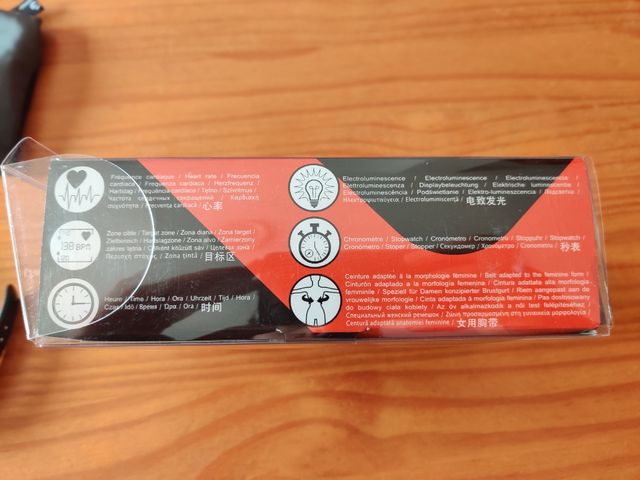 Fréquence cardiaque / Heart rate / Frecuencia
cardiaca / Frequenza cardiaca / Herzfrequenz /
Hartslag / Frequência cardíaca / Tętno / Szívritmus /
Частота сердечных сокращений / Καρδιακή
συχνότητα / Frecvența cardiacă / 心率
138 BPM
Zone cible / Target zone / Zona diana / Zona target /
Zielbereich / Hartslagzone / Zona alvo / Zamierzony
zakres tętna / Célként kitűzött sáv / Целевая зона /
Περιοχή στόχος / Zona țintă / 目标区
Heure / Time / Hora / Ora / Uhrzeit / Tijd / Hora /
Czas / Idő / Время / Ώρα / Ora / 时间
Electroluminescence / Electroluminescence / Electroluminescencia /
Elettroluminescenza / Displaybeleuchtung / Elektrische luminescentie /
Electroluminescência / Podświetlanie / Elektro-lumineszencia / Подсветка /
Ηλεκτροφωταύγεια / Electroluminiscență / 电致发光
Chronomètre / Stopwatch / Cronómetro / Cronometro / Stoppuhr / Stopwatch /
Cronómetro / Stoper / Stopper / Секундомер / Χρονόμετρο / Cronometru / 秒表
Ceinture adaptée à la morphologie féminine / Belt adapted to the feminine form /
Cinturón adaptado a la morfología femenina / Cintura adattata alla morfologia
femminile / Speziell für Damen konzipierter Brustgurt / Riem aangepast aan de
vrouwelijke morfologie / Cinta adaptada à morfologia feminina / Pas dostosowany
do budowy ciała kobiety / Az öv alkalmazkodik a női test felépítéséhez /
Специальный женский ремешок / Ζώνη προσαρμοσμένη στη γυναικεία μορφολογία /
Centură adaptată anatomiei feminine / 女用胸带